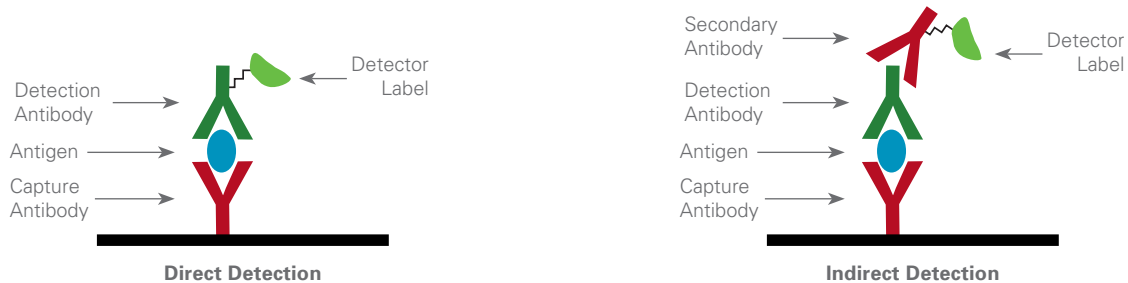 Detection
Antibody
Antigen
Capture
Antibody
Detector
Label
Direct Detection
Secondary
Antibody
Detection
Antibody
Antigen
Capture
Antibody
Detector
Label
Indirect Detection